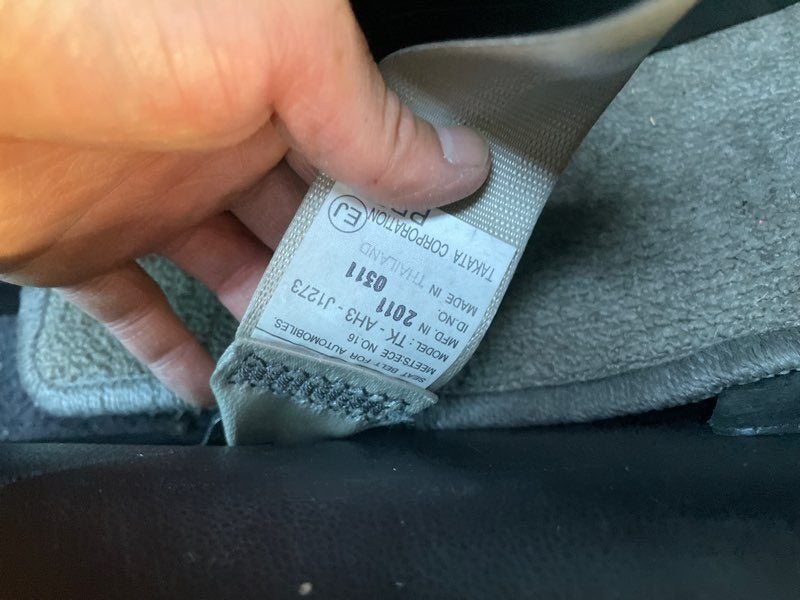 SEAT BELT FOR AUTOMOBILES.
MEETS:ECE NO.16
MODEL : TK - AH3 - J1273
MFD. IN 2011 0311
ID.NO.
MADE IN THAILAND
TAKATA CORPORATION EJ